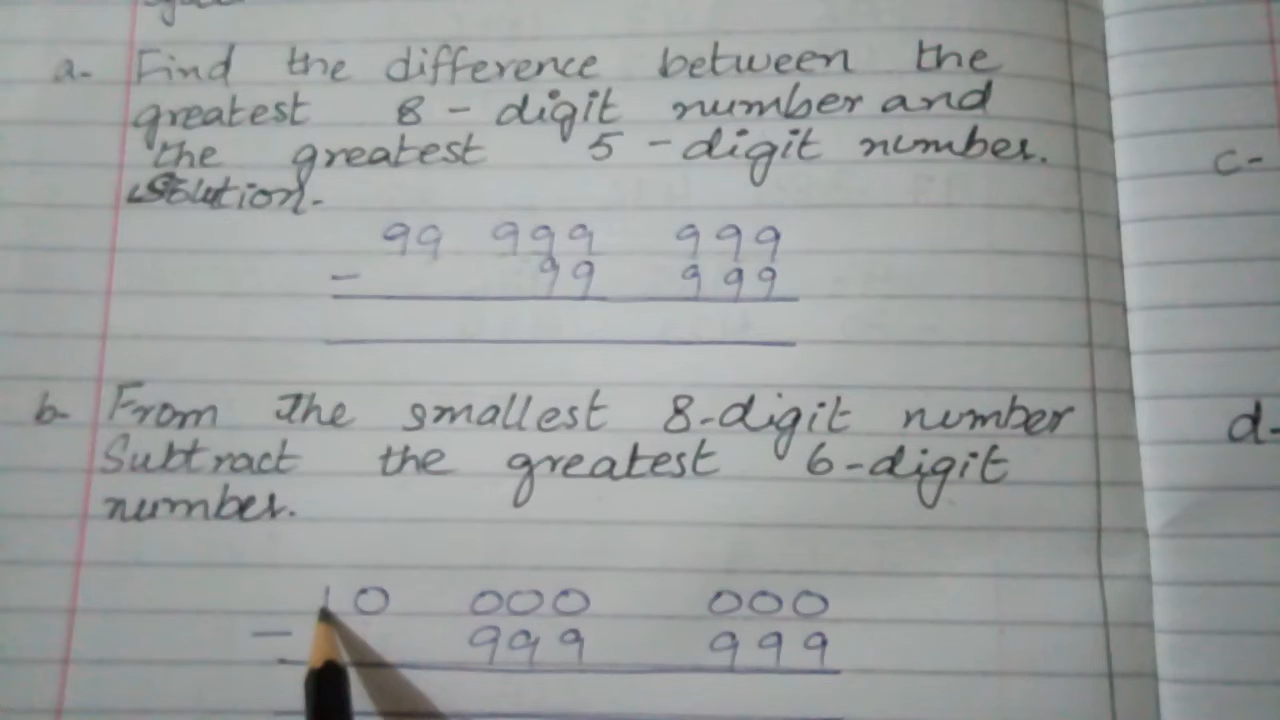 a- Find the difference between the
greatest 8-digit number and
the greatest 5-digit number.
Solution-
99 999 999
- 99 999
b- From the smallest 8-digit number
Subtract the greatest 6-digit
number.
10 000 000
- 999 999
c-
d-